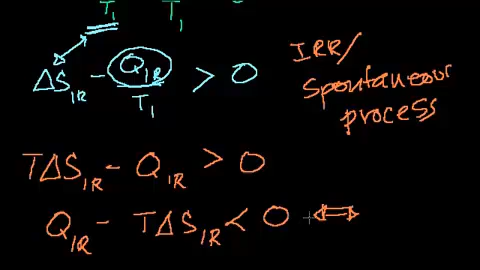 T₁ T₁
ΔS_IR - Q_IR/T₁ > 0
IRR/
Spontaneous
process
TΔS_IR - Q_IR > 0
Q_IR - TΔS_IR < 0 ⇔